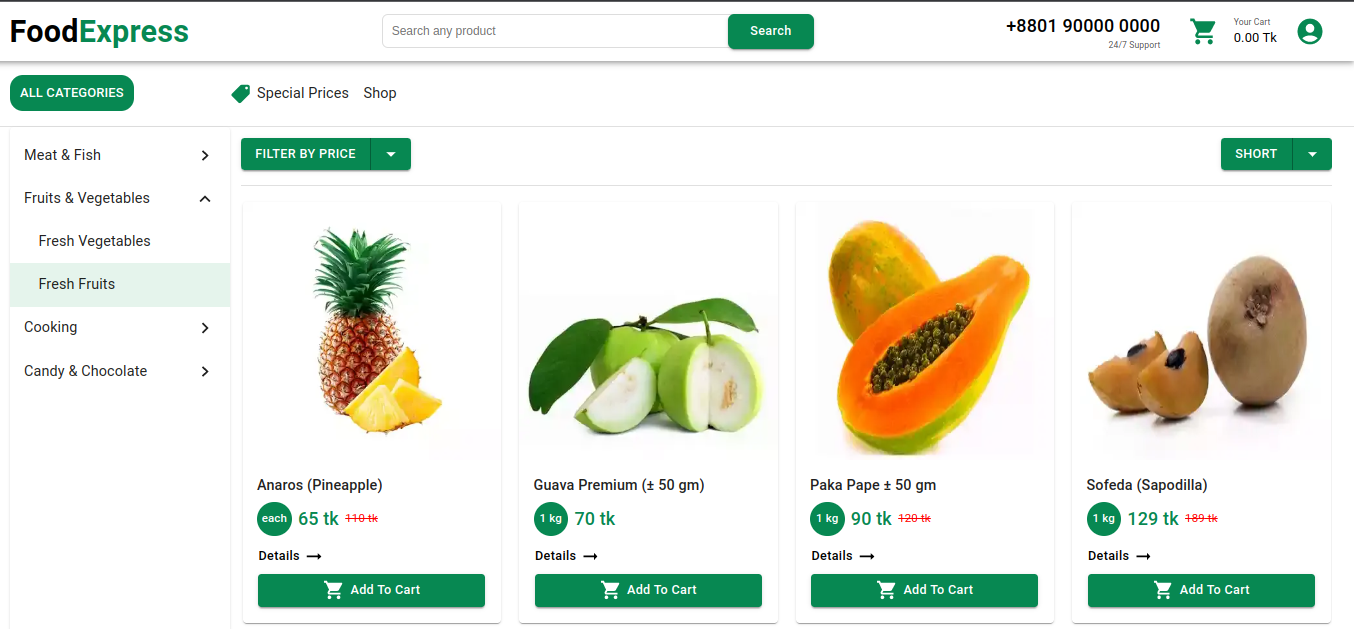 FoodExpress
Search any product
Search
+8801 90000 0000
24/7 Support
Your Cart
0.00 Tk
ALL CATEGORIES
Special Prices
Shop
Meat & Fish
Fruits & Vegetables
Fresh Vegetables
Fresh Fruits
Cooking
Candy & Chocolate
FILTER BY PRICE
SHORT
Anaros (Pineapple)
each 65 tk 110 tk
Details
Add To Cart
Guava Premium (± 50 gm)
1 kg 70 tk
Details
Add To Cart
Paka Pape ± 50 gm
1 kg 90 tk 120 tk
Details
Add To Cart
Sofeda (Sapodilla)
1 kg 129 tk 189 tk
Details
Add To Cart